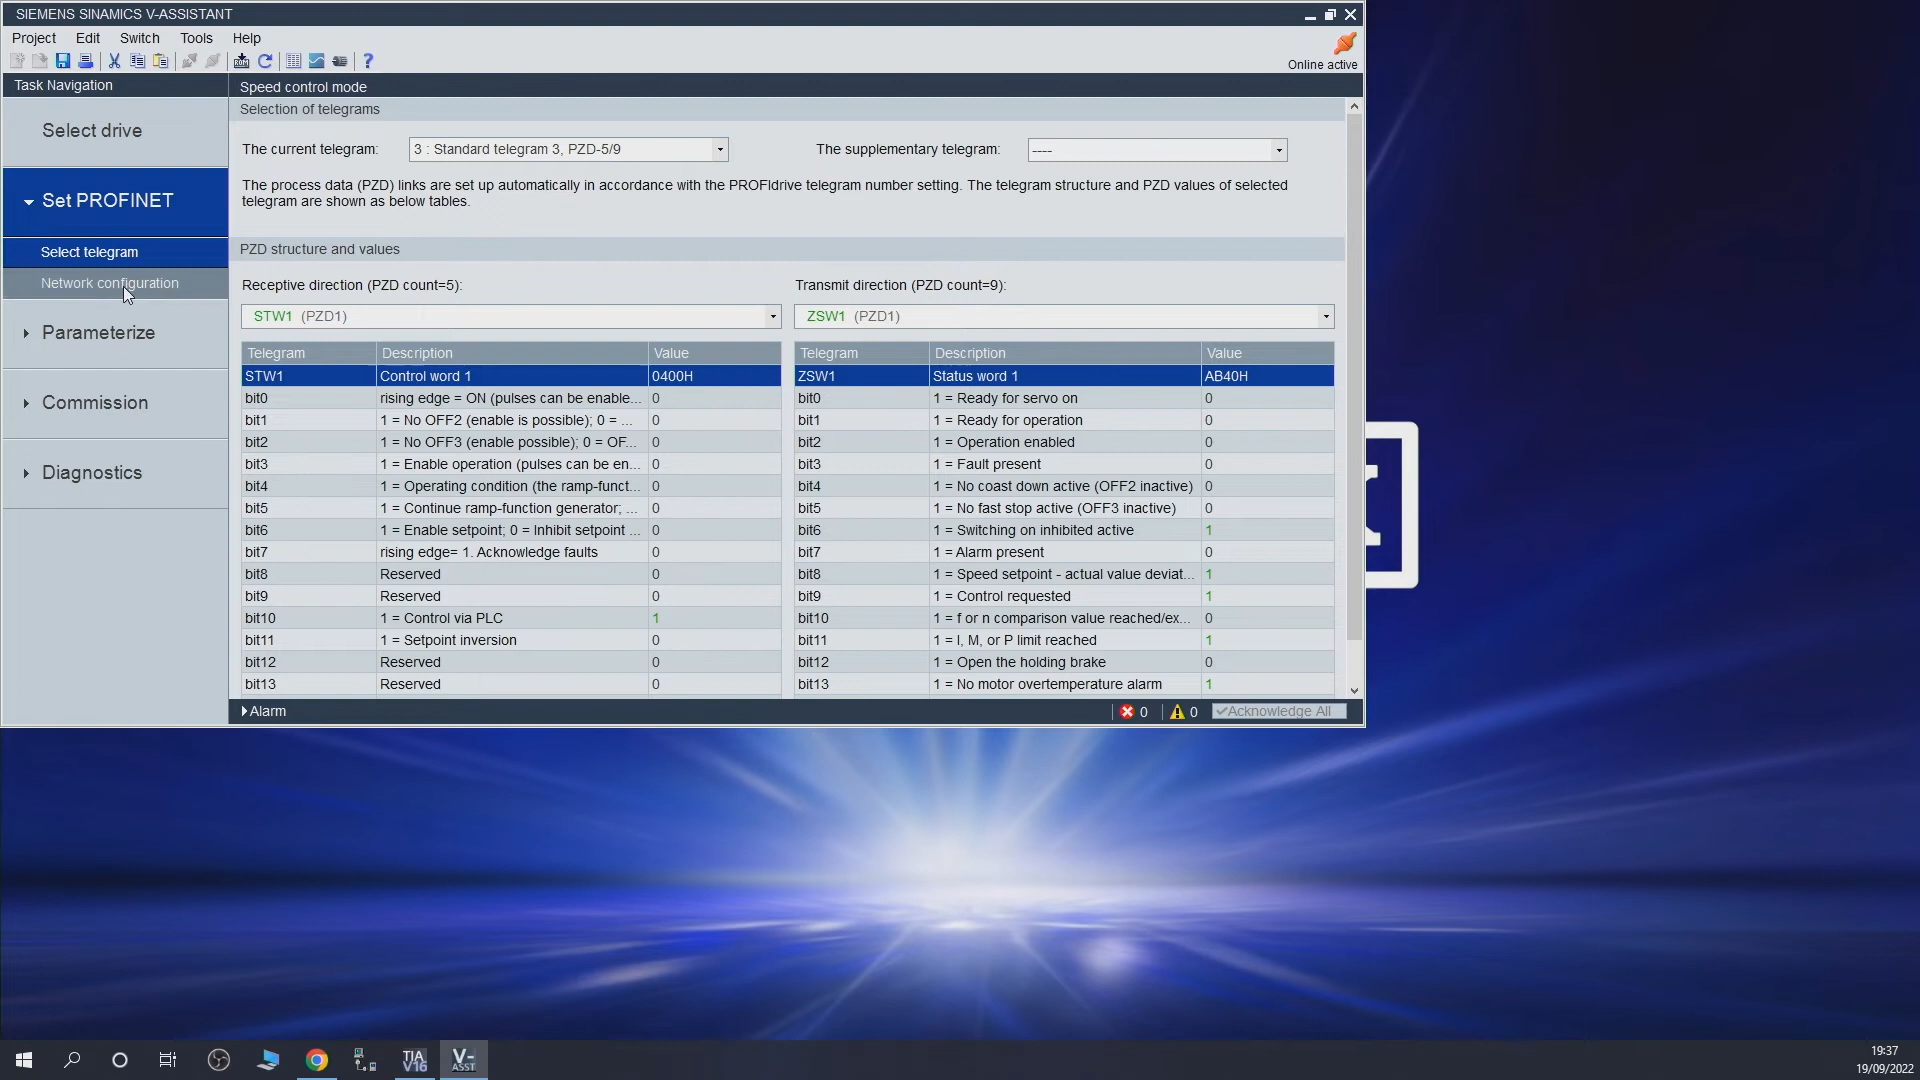 SIEMENS SINAMICS V-ASSISTANT
Project Edit Switch Tools Help
Online active
Task Navigation
Speed control mode
Select drive
Set PROFINET
Select telegram
Network configuration
Parameterize
Commission
Diagnostics
Selection of telegrams
The current telegram: 3 : Standard telegram 3, PZD-5/9 The supplementary telegram: ----
The process data (PZD) links are set up automatically in accordance with the PROFIdrive telegram number setting. The telegram structure and PZD values of selected
telegram are shown as below tables.
PZD structure and values
Receptive direction (PZD count=5):
STW1 (PZD1)
Telegram Description Value
STW1 Control word 1 0400H
bit0 rising edge = ON (pulses can be enable... 0
bit1 1 = No OFF2 (enable is possible); 0 = ... 0
bit2 1 = No OFF3 (enable possible); 0 = OF... 0
bit3 1 = Enable operation (pulses can be en... 0
bit4 1 = Operating condition (the ramp-funct... 0
bit5 1 = Continue ramp-function generator; ... 0
bit6 1 = Enable setpoint; 0 = Inhibit setpoint ... 0
bit7 rising edge= 1. Acknowledge faults 0
bit8 Reserved 0
bit9 Reserved 0
bit10 1 = Control via PLC 1
bit11 1 = Setpoint inversion 0
bit12 Reserved 0
bit13 Reserved 0
Transmit direction (PZD count=9):
ZSW1 (PZD1)
Telegram Description Value
ZSW1 Status word 1 AB40H
bit0 1 = Ready for servo on 0
bit1 1 = Ready for operation 0
bit2 1 = Operation enabled 0
bit3 1 = Fault present 0
bit4 1 = No coast down active (OFF2 inactive) 0
bit5 1 = No fast stop active (OFF3 inactive) 0
bit6 1 = Switching on inhibited active 1
bit7 1 = Alarm present 0
bit8 1 = Speed setpoint - actual value deviat... 1
bit9 1 = Control requested 1
bit10 1 = f or n comparison value reached/ex... 0
bit11 1 = I, M, or P limit reached 1
bit12 1 = Open the holding brake 0
bit13 1 = No motor overtemperature alarm 1
Alarm 0 0 Acknowledge All
TIA
V16
V-
ASST
19:37
19/09/2022